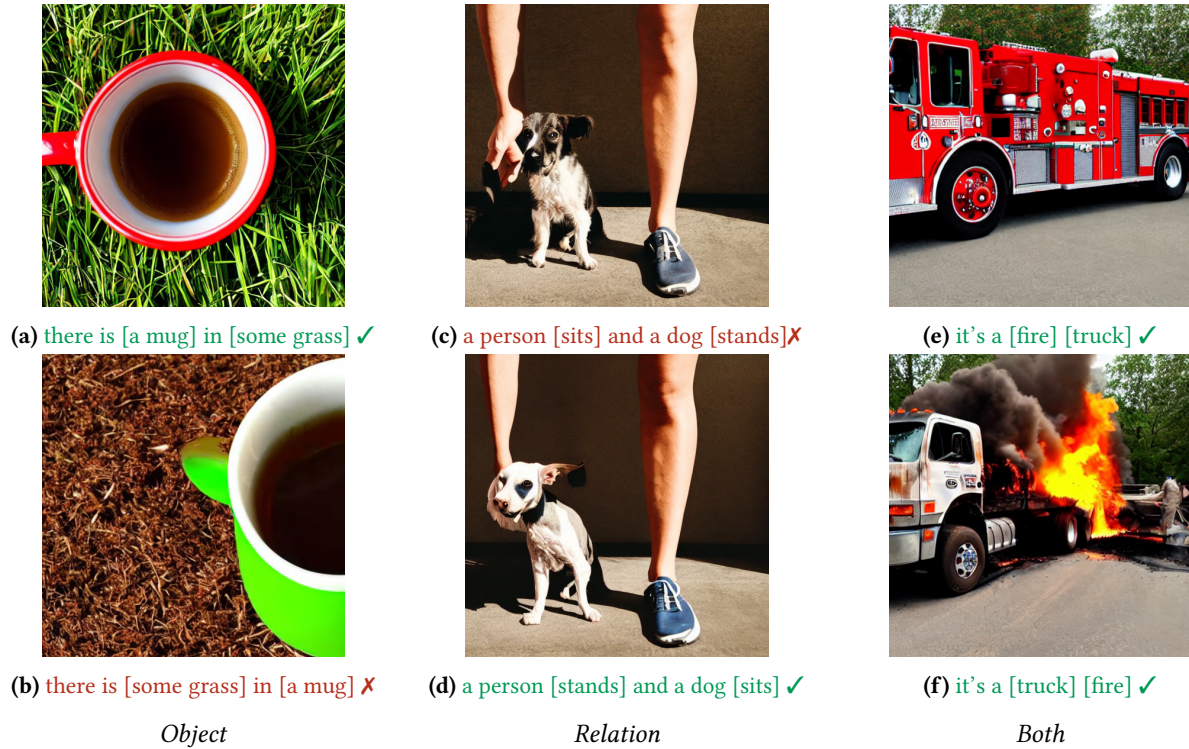 (a) there is [a mug] in [some grass] ✓
(c) a person [sits] and a dog [stands]✗
(e) it's a [fire] [truck] ✓
(b) there is [some grass] in [a mug] ✗
(d) a person [stands] and a dog [sits] ✓
(f) it's a [truck] [fire] ✓
Object
Relation
Both